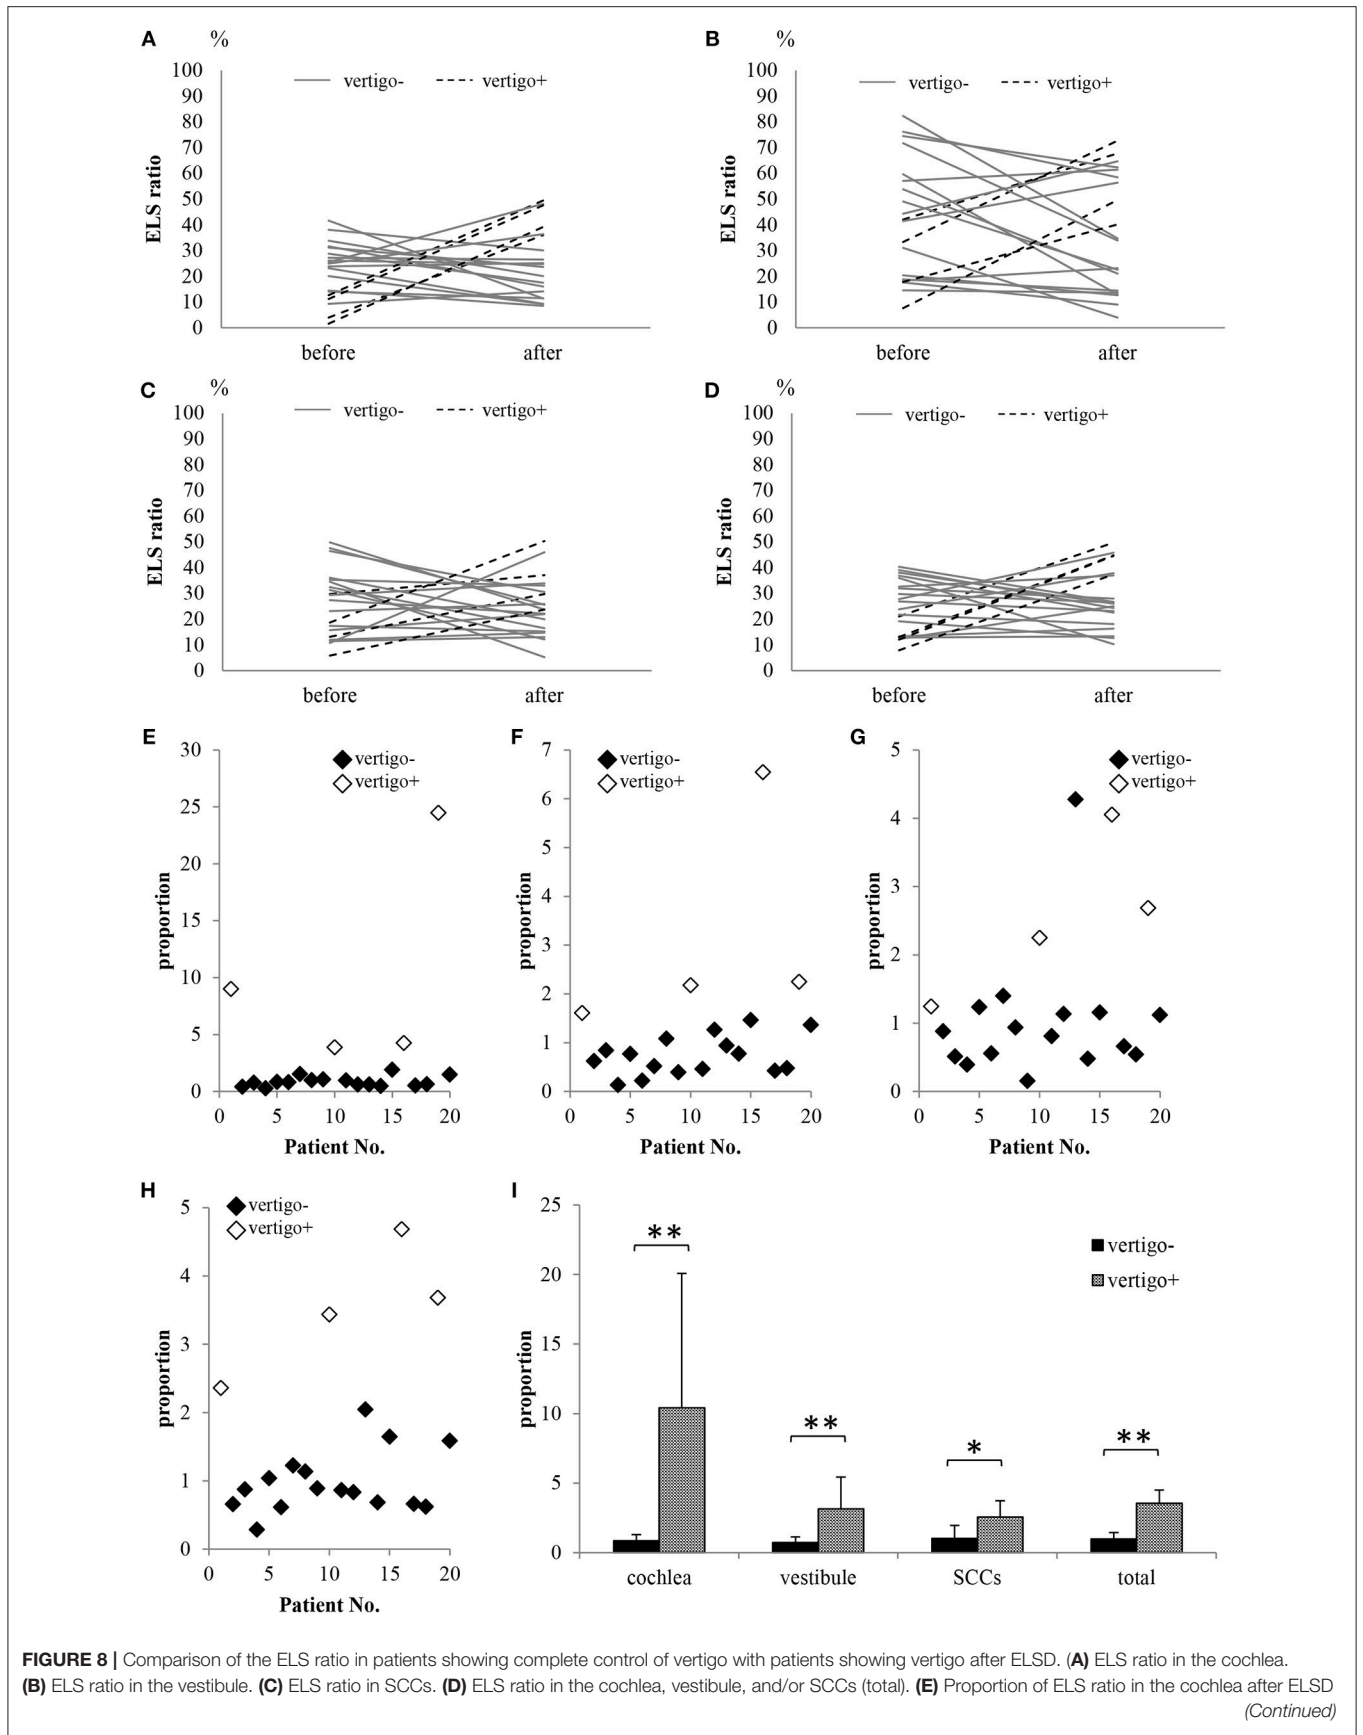 A
%
vertigo-
vertigo+
100
90
80
70
60
50
40
30
20
10
0
ELS ratio
before
after
B
%
vertigo-
vertigo+
100
90
80
70
60
50
40
30
20
10
0
ELS ratio
before
after
C
%
vertigo-
vertigo+
100
90
80
70
60
50
40
30
20
10
0
ELS ratio
before
after
D
%
vertigo-
vertigo+
100
90
80
70
60
50
40
30
20
10
0
ELS ratio
before
after
E
vertigo-
vertigo+
30
25
20
15
10
5
0
proportion
0 5 10 15 20
Patient No.
F
vertigo-
vertigo+
7
6
5
4
3
2
1
0
proportion
0 5 10 15 20
Patient No.
G
vertigo-
vertigo+
5
4
3
2
1
0
proportion
0 5 10 15 20
Patient No.
H
vertigo-
vertigo+
5
4
3
2
1
0
proportion
0 5 10 15 20
Patient No.
I
25
20
15
10
5
0
proportion
**
**
*
**
vertigo-
vertigo+
cochlea vestibule SCCs total
FIGURE 8 | Comparison of the ELS ratio in patients showing complete control of vertigo with patients showing vertigo after ELSD. (A) ELS ratio in the cochlea.
(B) ELS ratio in the vestibule. (C) ELS ratio in SCCs. (D) ELS ratio in the cochlea, vestibule, and/or SCCs (total). (E) Proportion of ELS ratio in the cochlea after ELSD
(Continued)